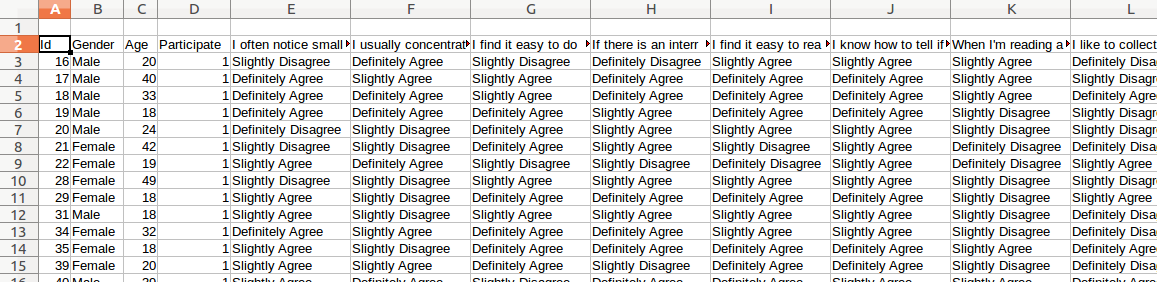 A B C D E F G H I J K L
1
2 Id Gender Age Participate I often notice small I usually concentrat I find it easy to do If there is an interr I find it easy to rea I know how to tell if When I'm reading a I like to collect
3 16 Male 20 1 Slightly Disagree Definitely Agree Slightly Disagree Definitely Disagree Slightly Agree Slightly Agree Slightly Agree Definitely Disa
4 17 Male 40 1 Definitely Agree Slightly Agree Slightly Agree Definitely Agree Definitely Agree Definitely Agree Slightly Agree Slightly Disagr
5 18 Male 33 1 Definitely Agree Definitely Agree Slightly Agree Definitely Agree Definitely Agree Definitely Agree Slightly Agree Definitely Agre
6 19 Male 18 1 Definitely Agree Definitely Agree Definitely Agree Slightly Agree Definitely Agree Definitely Agree Slightly Disagree Slightly Disagr
7 20 Male 24 1 Definitely Disagree Slightly Disagree Definitely Agree Slightly Agree Slightly Agree Slightly Agree Slightly Disagree Slightly Disagr
8 21 Female 42 1 Slightly Disagree Slightly Disagree Definitely Agree Slightly Agree Slightly Disagree Slightly Agree Definitely Disagree Definitely Disa
9 22 Female 19 1 Slightly Agree Definitely Agree Slightly Disagree Slightly Disagree Definitely Disagree Slightly Agree Definitely Disagree Slightly Agree
10 28 Female 49 1 Slightly Disagree Slightly Disagree Slightly Agree Slightly Agree Slightly Agree Slightly Agree Slightly Disagree Slightly Disagr
11 29 Female 18 1 Slightly Agree Slightly Disagree Definitely Agree Definitely Agree Definitely Agree Definitely Agree Slightly Disagree Slightly Agree
12 31 Male 18 1 Slightly Disagree Slightly Disagree Slightly Agree Slightly Disagree Slightly Agree Slightly Agree Slightly Disagree Definitely Disa
13 34 Female 32 1 Definitely Disagree Slightly Agree Definitely Agree Definitely Agree Slightly Agree Slightly Agree Slightly Agree Definitely Disa
14 35 Female 18 1 Slightly Agree Slightly Disagree Definitely Agree Slightly Agree Definitely Agree Definitely Agree Slightly Agree Definitely Agre
15 39 Female 20 1 Slightly Agree Slightly Agree Definitely Agree Slightly Disagree Definitely Agree Definitely Agree Slightly Disagree Definitely Disa